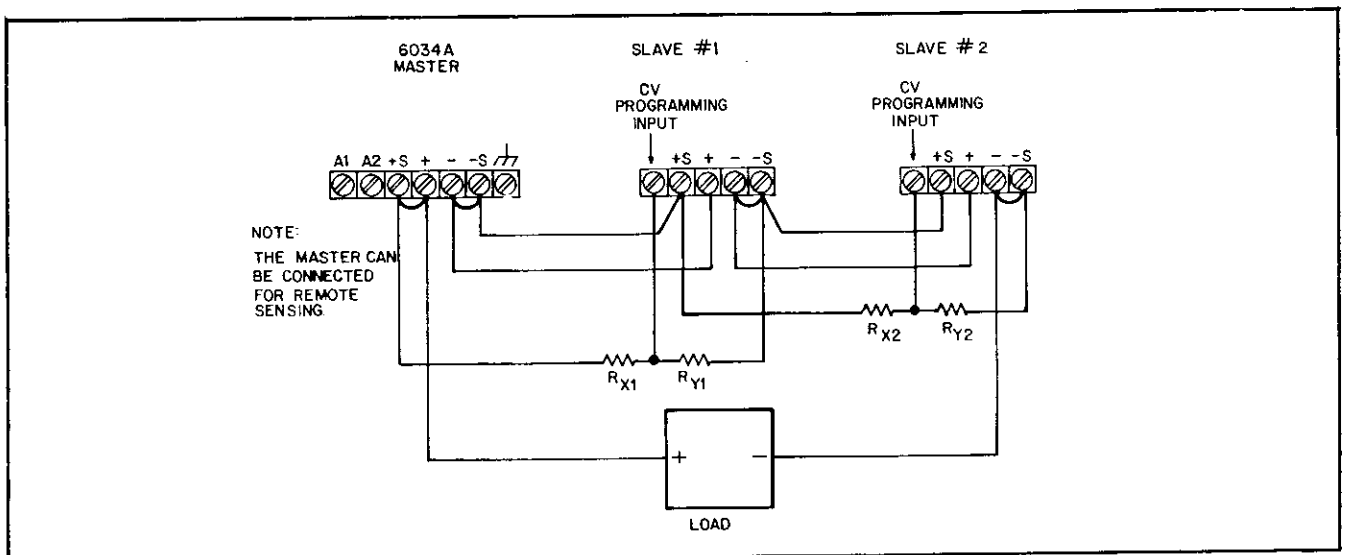 6034A
MASTER
SLAVE #1
SLAVE #2
CV
PROGRAMMING
INPUT
CV
PROGRAMMING
INPUT
A1 A2 +S + - -S
+S + - -S
+S + - -S
NOTE:
THE MASTER CAN
BE CONNECTED
FOR REMOTE
SENSING.
RX2 RY2
RX1 RY1
+ -
LOAD